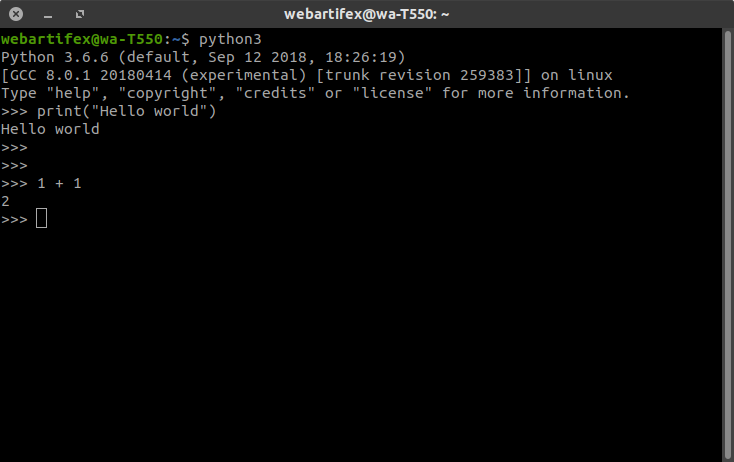 webartifex@wa-T550: ~
webartifex@wa-T550:~$ python3
Python 3.6.6 (default, Sep 12 2018, 18:26:19)
[GCC 8.0.1 20180414 (experimental) [trunk revision 259383]] on linux
Type "help", "copyright", "credits" or "license" for more information.
>>> print("Hello world")
Hello world
>>>
>>>
>>> 1 + 1
2
>>>